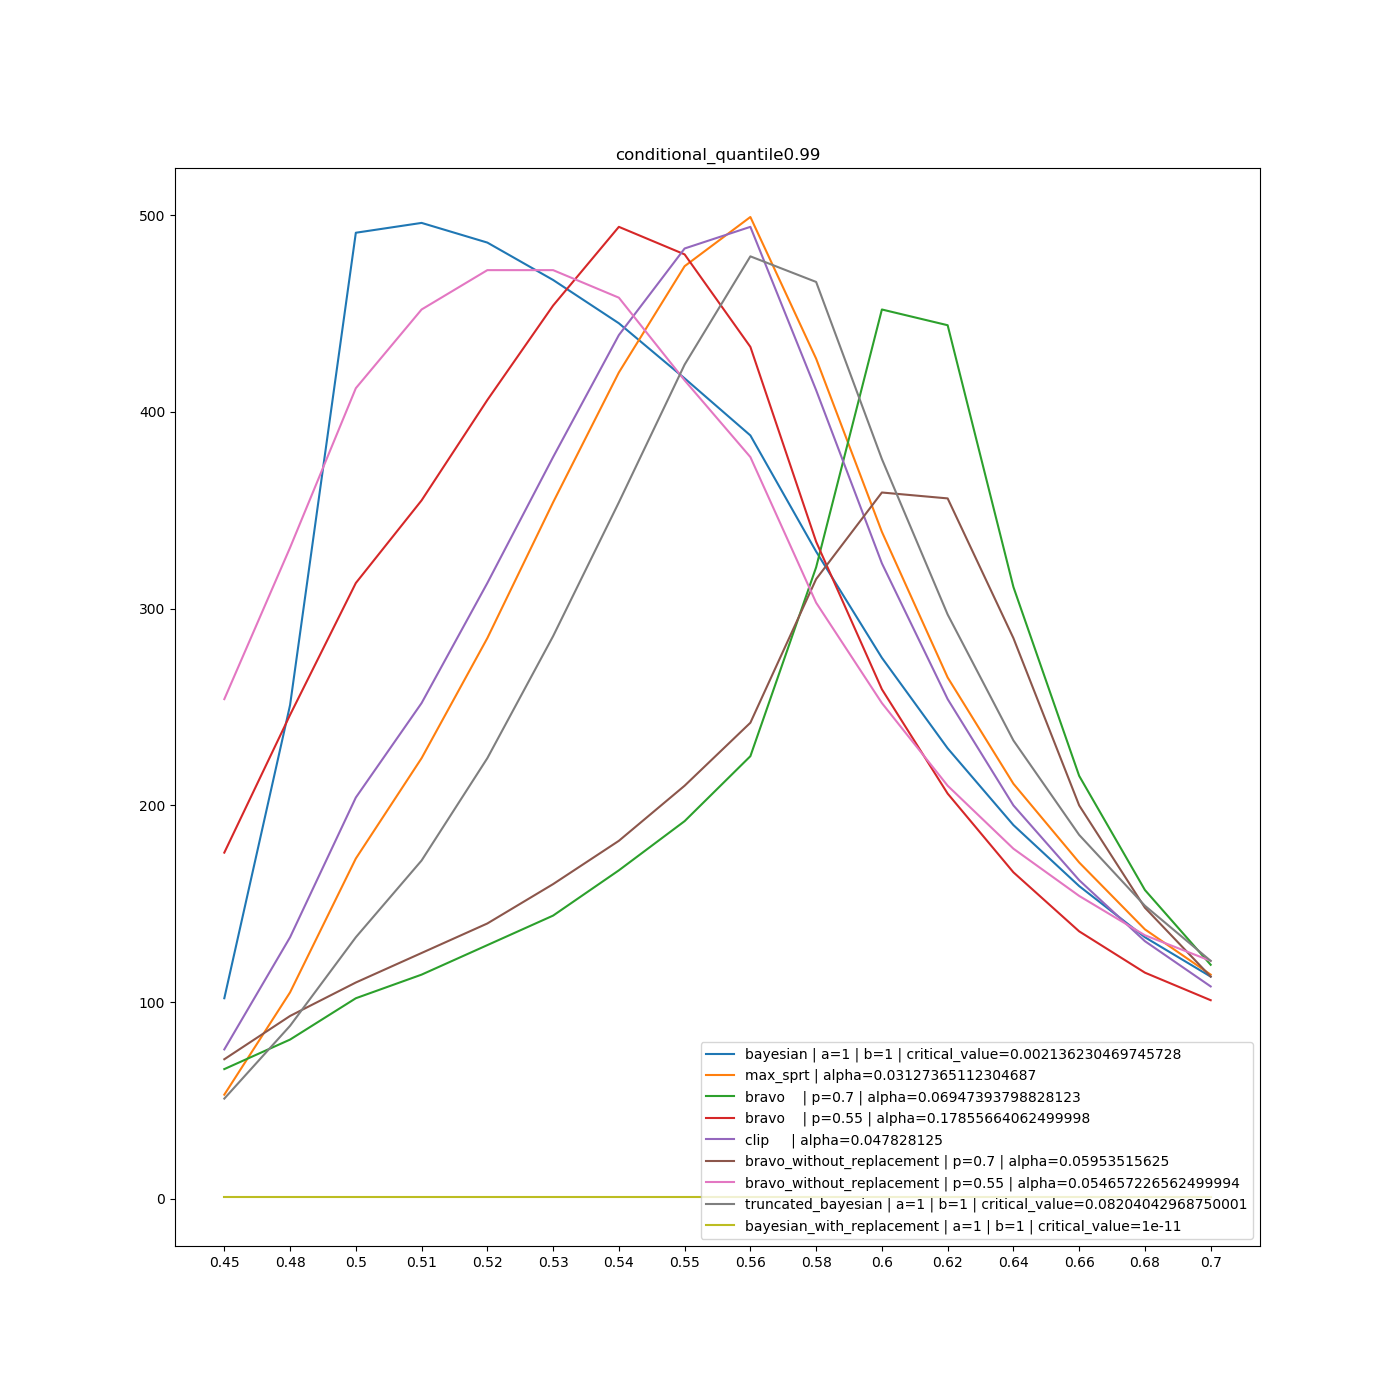 conditional_quantile0.99
500
400
300
200
100
0
bayesian | a=1 | b=1 | critical_value=0.002136230469745728
max_sprt | alpha=0.03127365112304687
bravo    | p=0.7 | alpha=0.06947393798828123
bravo    | p=0.55 | alpha=0.17855664062499998
clip     | alpha=0.047828125
bravo_without_replacement | p=0.7 | alpha=0.05953515625
bravo_without_replacement | p=0.55 | alpha=0.054657226562499994
truncated_bayesian | a=1 | b=1 | critical_value=0.08204042968750001
bayesian_with_replacement | a=1 | b=1 | critical_value=1e-11
0.45 0.48 0.5 0.51 0.52 0.53 0.54 0.55 0.56 0.58 0.6 0.62 0.64 0.66 0.68 0.7